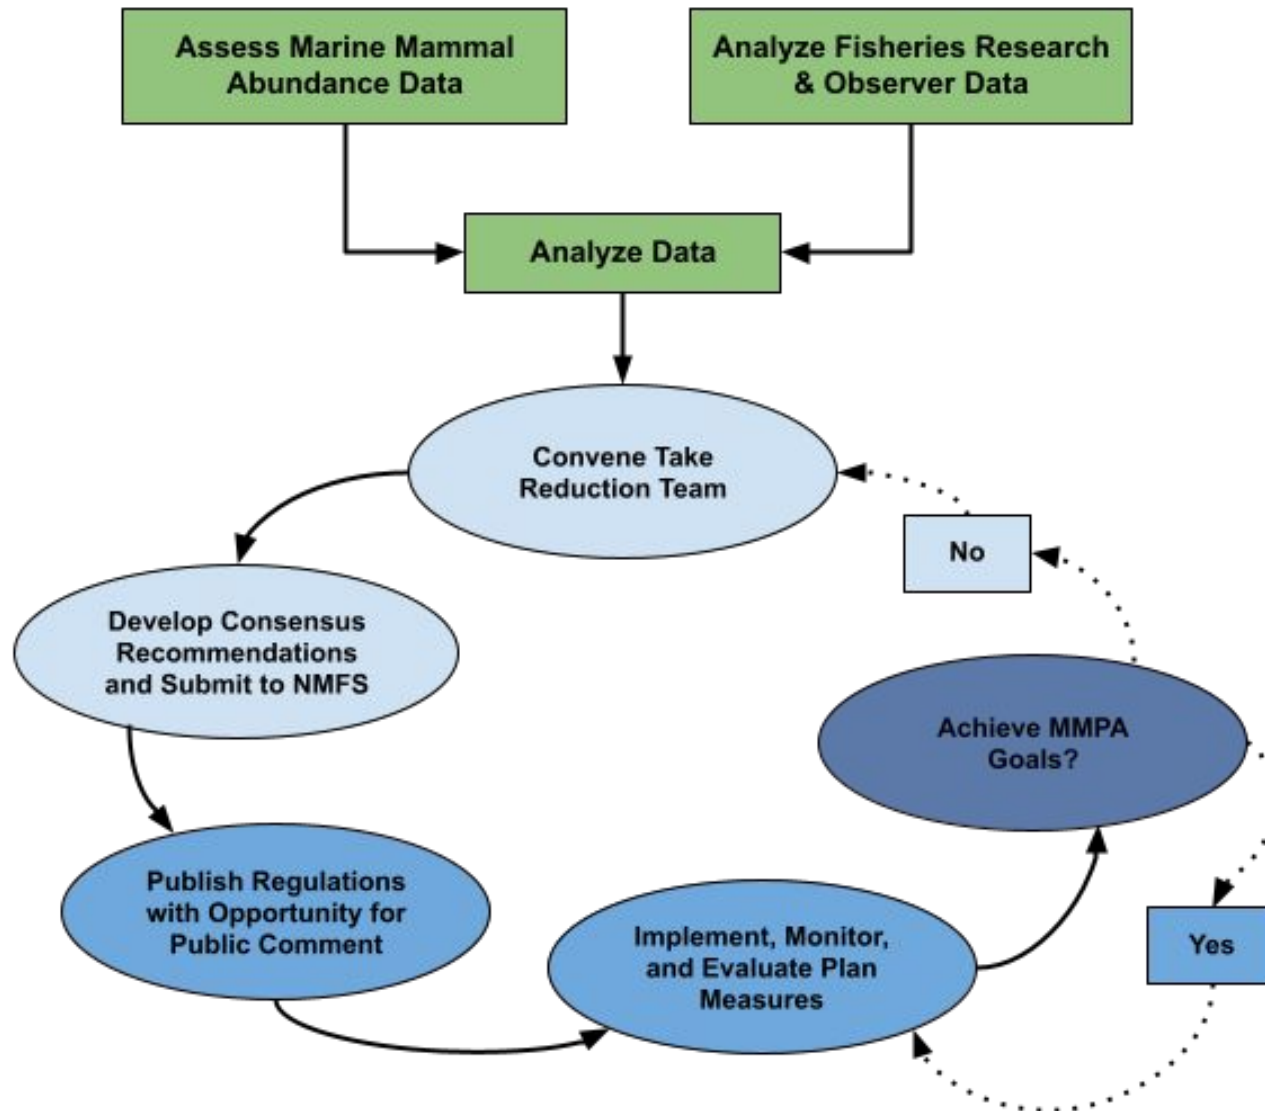 Assess Marine Mammal
Abundance Data
Analyze Fisheries Research
& Observer Data
Analyze Data
Convene Take
Reduction Team
No
Develop Consensus
Recommendations
and Submit to NMFS
Achieve MMPA
Goals?
Publish Regulations
with Opportunity for
Public Comment
Implement, Monitor,
and Evaluate Plan
Measures
Yes